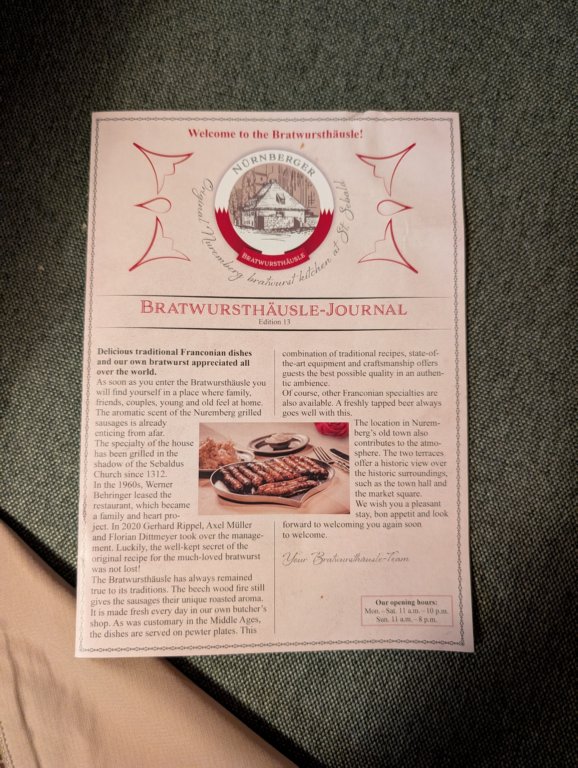 Welcome to the Bratwursthäusle!
NÜRNBERGER
BRATWURSTHÄUSLE
Original Nuremberg bratwurst kitchen at St. Sebald
BRATWURSTHÄUSLE-JOURNAL
Edition 13
Delicious traditional Franconian dishes
and our own bratwurst appreciated all
over the world.
As soon as you enter the Bratwursthäusle you
will find yourself in a place where family,
friends, couples, young and old feel at home.
The aromatic scent of the Nuremberg grilled
sausages is already
enticing from afar.
The specialty of the house
has been grilled in the
shadow of the Sebaldus
Church since 1312.
In the 1960s, Werner
Behringer leased the
restaurant, which became
a family and heart pro-
ject. In 2020 Gerhard Rippel, Axel Müller
and Florian Dittmeyer took over the manage-
ment. Luckily, the well-kept secret of the
original recipe for the much-loved bratwurst
was not lost!
The Bratwursthäusle has always remained
true to its traditions. The beech wood fire still
gives the sausages their unique roasted aroma.
It is made fresh every day in our own butcher's
shop. As was customary in the Middle Ages,
the dishes are served on pewter plates. This
combination of traditional recipes, state-of-
the-art equipment and craftsmanship offers
guests the best possible quality in an authen-
tic ambience.
Of course, other Franconian specialties are
also available. A freshly tapped beer always
goes well with this.
The location in Nurem-
berg's old town also
contributes to the atmo-
sphere. The two terraces
offer a historic view over
the historic surroundings,
such as the town hall and
the market square.
We wish you a pleasant
stay, bon appetit and look
forward to welcoming you again soon
to welcome.
Your Bratwursthäusle-Team
Our opening hours:
Mon.–Sat. 11 a.m. – 10 p.m.
Sun. 11 a.m. – 8 p.m.